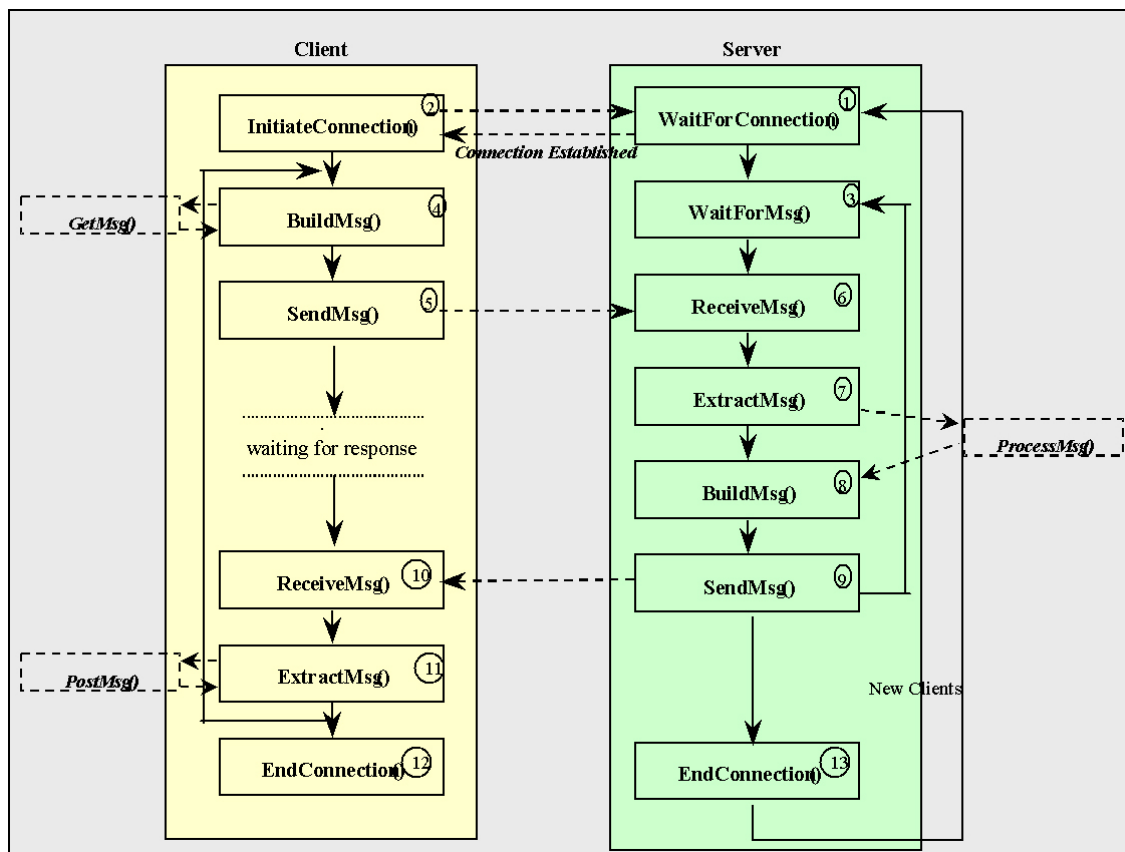 Client
Server
InitiateConnection()
2
WaitForConnection()
1
Connection Established
GetMsg()
BuildMsg()
4
WaitForMsg()
3
SendMsg()
5
ReceiveMsg()
6
ExtractMsg()
7
waiting for response
ProcessMsg()
BuildMsg()
8
ReceiveMsg()
10
SendMsg()
9
PostMsg()
ExtractMsg()
11
New Clients
EndConnection()
12
EndConnection()
13